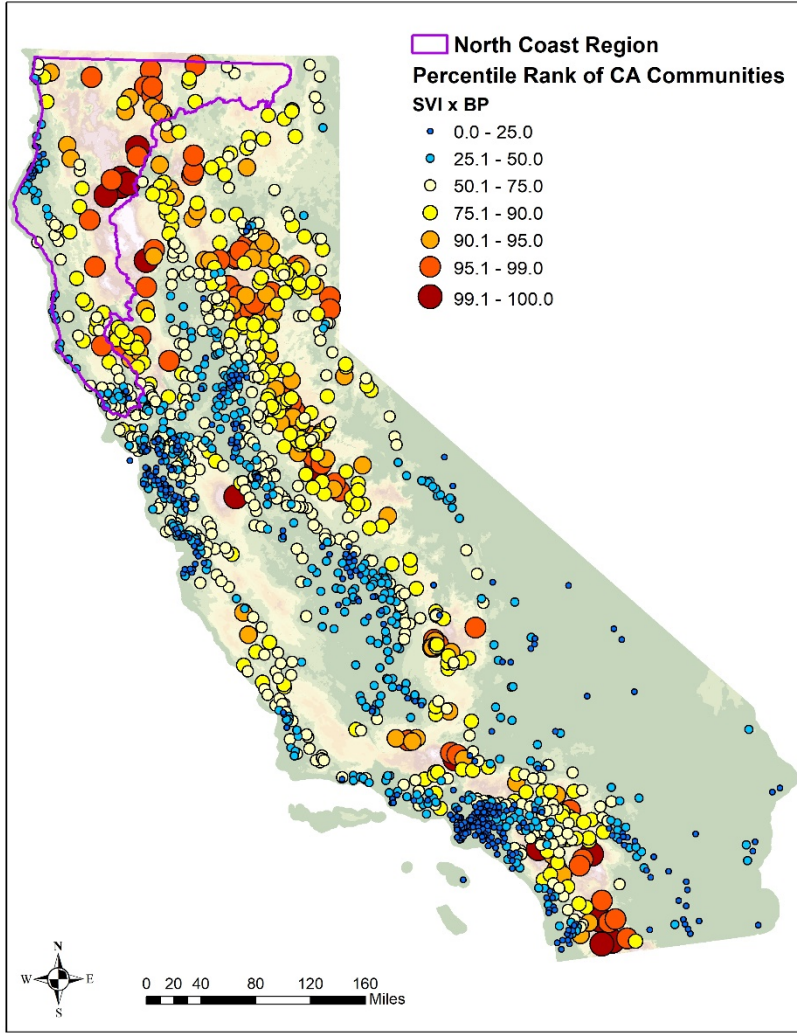 North Coast Region
Percentile Rank of CA Communities
SVI x BP
0.0 - 25.0
25.1 - 50.0
50.1 - 75.0
75.1 - 90.0
90.1 - 95.0
95.1 - 99.0
99.1 - 100.0
N
W E
S
0 20 40 80 120 160
Miles